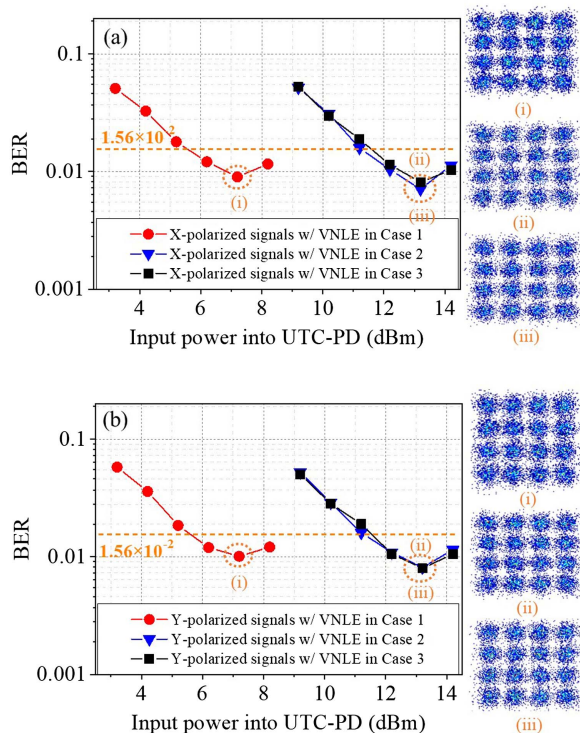 (a)
0.1
0.01
0.001
BER
1.56×10⁻²
(i)
(ii)
(iii)
X-polarized signals w/ VNLE in Case 1
X-polarized signals w/ VNLE in Case 2
X-polarized signals w/ VNLE in Case 3
4 6 8 10 12 14
Input power into UTC-PD (dBm)
(i)
(ii)
(iii)
(b)
0.1
0.01
0.001
BER
1.56×10⁻²
(i)
(ii)
(iii)
Y-polarized signals w/ VNLE in Case 1
Y-polarized signals w/ VNLE in Case 2
Y-polarized signals w/ VNLE in Case 3
4 6 8 10 12 14
Input power into UTC-PD (dBm)
(i)
(ii)
(iii)